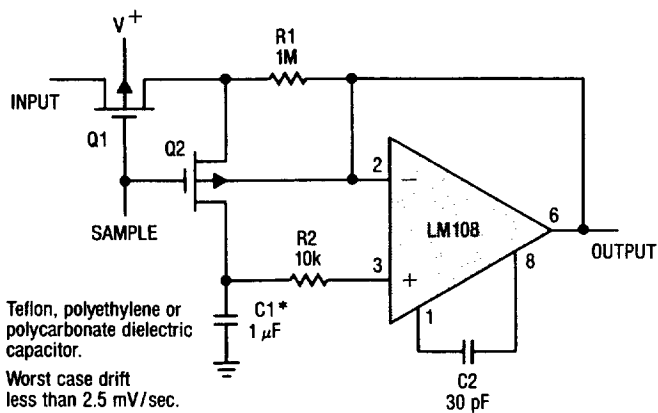 V+
R1
1M
INPUT
Q1
Q2
2
−
6
LM108
OUTPUT
SAMPLE
R2
10k
3
+
8
1
Teflon, polyethylene or
polycarbonate dielectric
capacitor.
C1*
1 μF
C2
30 pF
Worst case drift
less than 2.5 mV/sec.